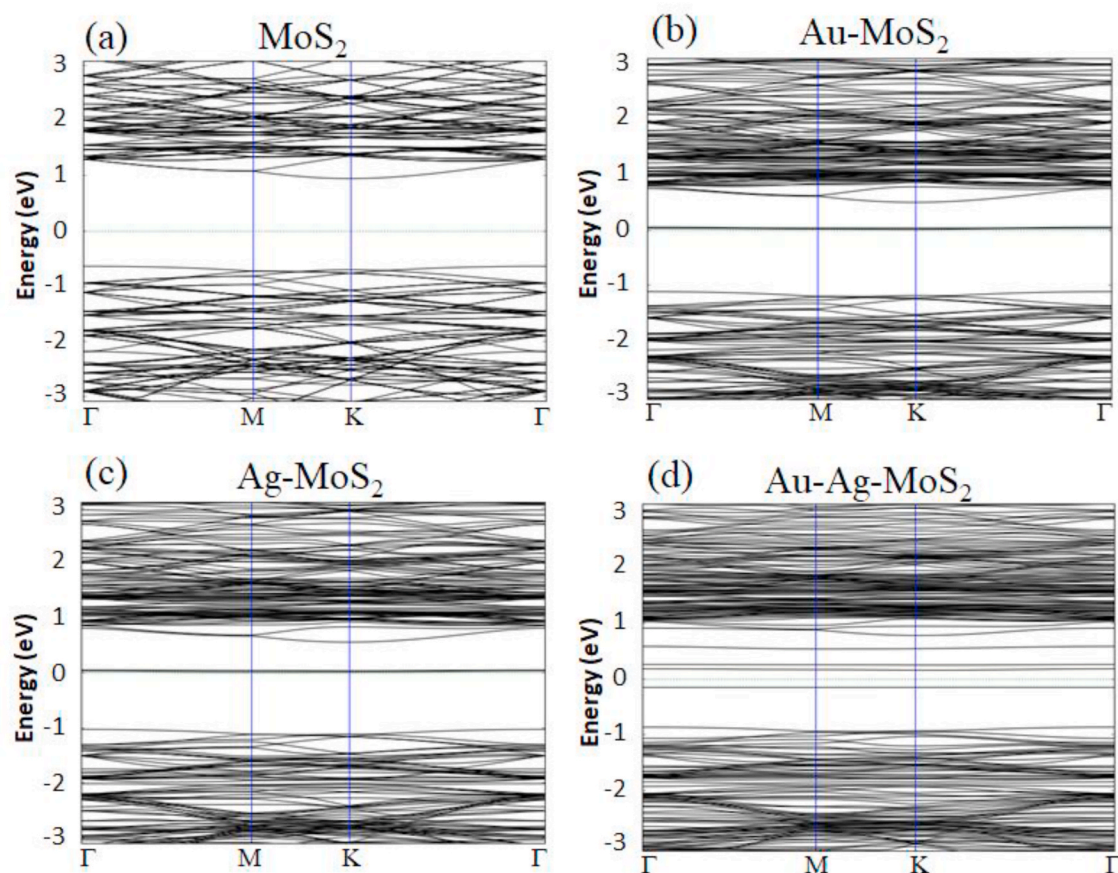 (a) MoS2
Energy (eV)
3
2
1
0
-1
-2
-3
Γ M K Γ
(b) Au-MoS2
Energy (eV)
3
2
1
0
-1
-2
-3
Γ M K Γ
(c) Ag-MoS2
Energy (eV)
3
2
1
0
-1
-2
-3
Γ M K Γ
(d) Au-Ag-MoS2
Energy (eV)
3
2
1
0
-1
-2
-3
Γ M K Γ